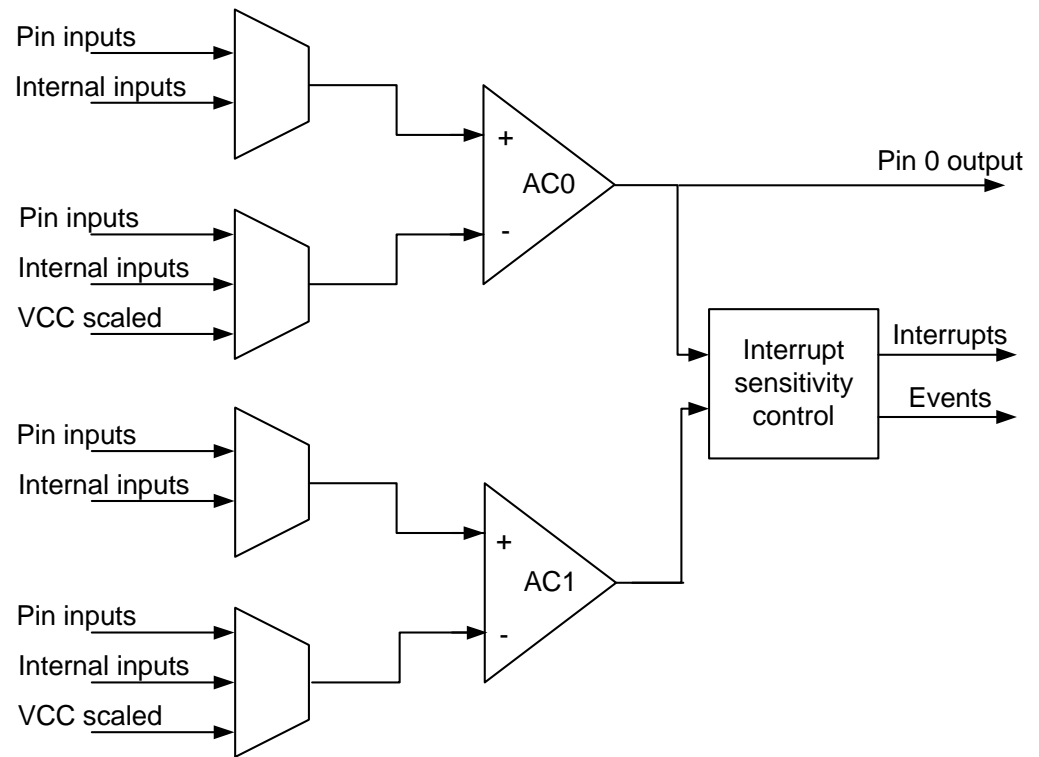 Pin inputs
Internal inputs
+
AC0
-
Pin 0 output
Pin inputs
Internal inputs
VCC scaled
Interrupt
sensitivity
control
Interrupts
Events
Pin inputs
Internal inputs
+
AC1
-
Pin inputs
Internal inputs
VCC scaled